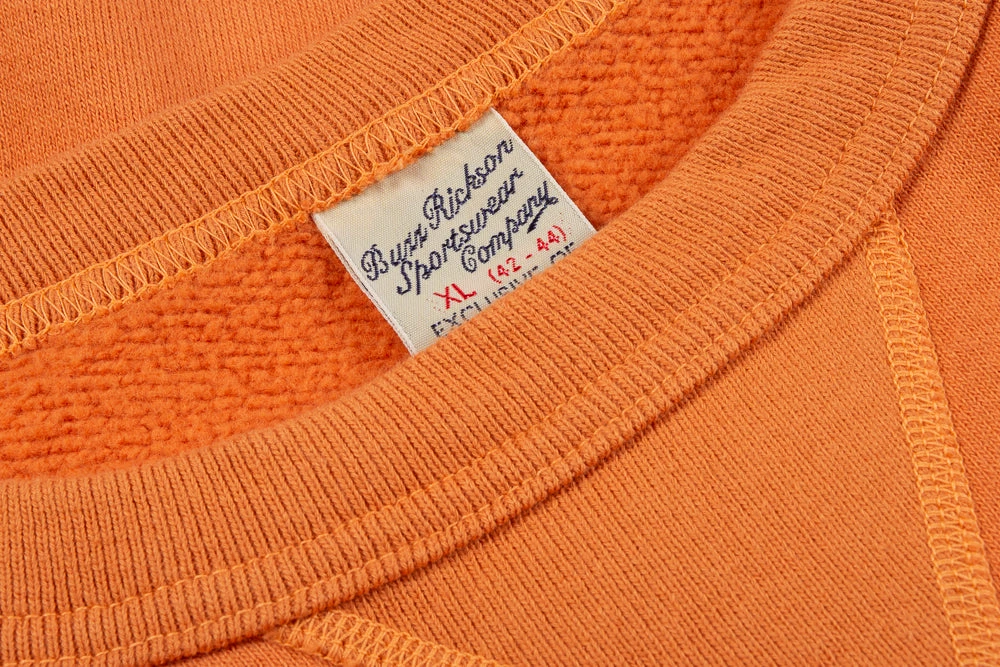 Buzz Rickson
Sportswear
Company
XL (42 - 44)